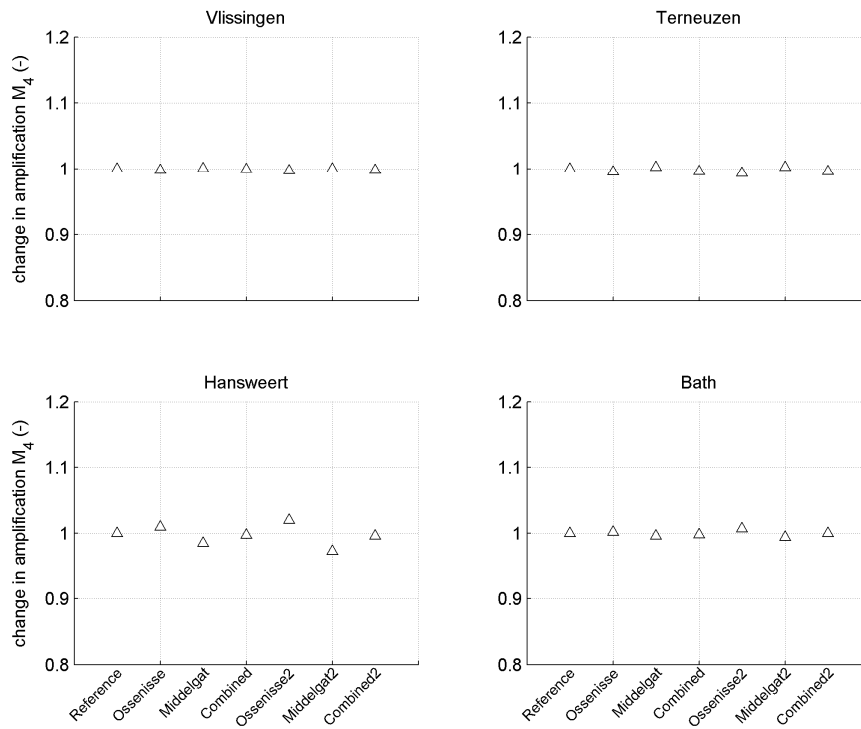 Vlissingen
Terneuzen
change in amplification M4 (-)
1.2
1.1
1
0.9
0.8
1.2
1.1
1
0.9
0.8
Hansweert
Bath
change in amplification M4 (-)
1.2
1.1
1
0.9
0.8
Reference
Ossenisse
Middelgat
Combined
Ossenisse2
Middelgat2
Combined2
1.2
1.1
1
0.9
0.8
Reference
Ossenisse
Middelgat
Combined
Ossenisse2
Middelgat2
Combined2